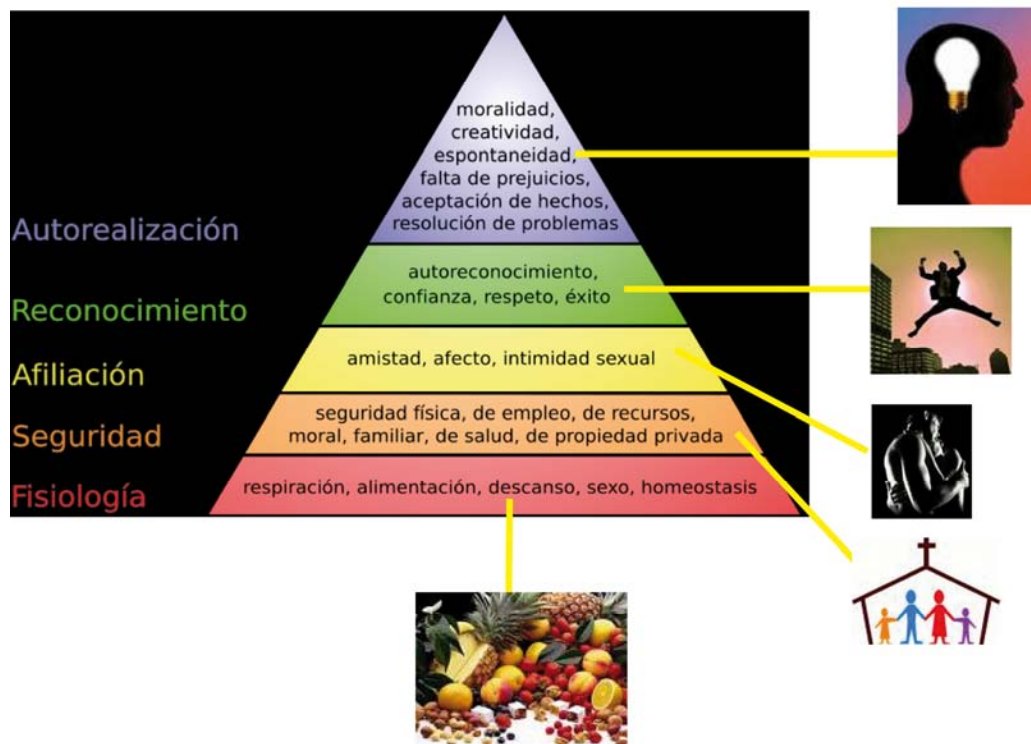 moralidad,
creatividad,
espontaneidad,
falta de prejuicios,
aceptación de hechos,
resolución de problemas
Autorealización
autoreconocimiento,
confianza, respeto, éxito
Reconocimiento
amistad, afecto, intimidad sexual
Afiliación
seguridad física, de empleo, de recursos,
moral, familiar, de salud, de propiedad privada
Seguridad
respiración, alimentación, descanso, sexo, homeostasis
Fisiología